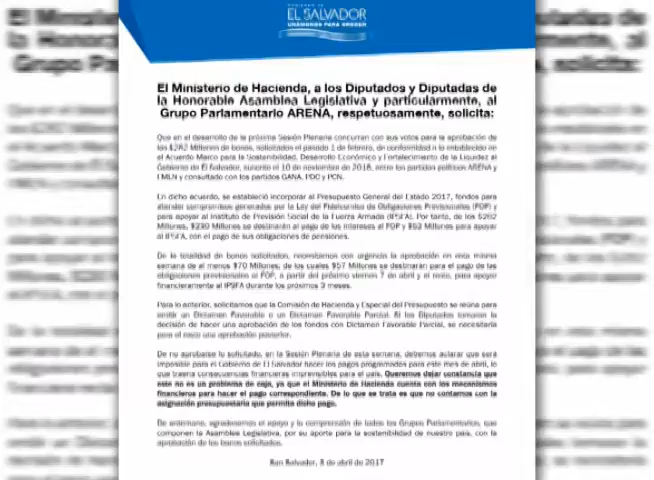 GOBIERNO DE
EL SALVADOR
UNÁMONOS PARA CRECER
El Ministerio de Hacienda, a los Diputados y Diputadas de
la Honorable Asamblea Legislativa y particularmente, al
Grupo Parlamentario ARENA, respetuosamente, solicita:
Que en el desarrollo de la próxima Sesión Plenaria concurran con sus votos para la aprobación de
los $282 Millones de bonos, solicitados el pasado 1 de febrero, de conformidad a lo establecido en
el Acuerdo Marco para la Sostenibilidad, Desarrollo Económico y Fortalecimiento de la Liquidez al
Gobierno de El Salvador, suscrito el 10 de noviembre de 2016, entre los partidos políticos ARENA y
FMLN y consultado con los partidos GANA, PDC y PCN.
En dicho acuerdo, se estableció incorporar al Presupuesto General del Estado 2017, fondos para
atender compromisos generados por la Ley del Fideicomiso de Obligaciones Previsionales (FOP) y
para apoyar al Instituto de Previsión Social de la Fuerza Armada (IPSFA). Por tanto, de los $282
Millones, $230 Millones se destinarán al pago de los intereses al FOP y $52 Millones para apoyar
al IPSFA, con el pago de sus obligaciones de pensiones.
De la totalidad de bonos solicitados, necesitamos con urgencia la aprobación en esta misma
semana de al menos $70 Millones, de los cuales $57 Millones se destinarán para el pago de las
obligaciones previsionales al FOP, a partir del próximo viernes 7 de abril y el resto, para apoyar
financieramente al IPSFA durante los próximos 3 meses.
Para lo anterior, solicitamos que la Comisión de Hacienda y Especial del Presupuesto se reúna para
emitir un Dictamen Favorable o un Dictamen Favorable Parcial. Si los Diputados tomaran la
decisión de hacer una aprobación de los fondos con Dictamen Favorable Parcial, se necesitaría
para el resto una aprobación posterior.
De no aprobarse lo solicitado, en la Sesión Plenaria de esta semana, debemos aclarar que será
imposible para el Gobierno de El Salvador hacer los pagos programados para este mes de abril, lo
que traería consecuencias financieras imprevisibles para el país. Queremos dejar constancia que
este no es un problema de caja, ya que el Ministerio de Hacienda cuenta con los mecanismos
financieros para hacer el pago correspondiente. De lo que se trata es que no contamos con la
asignación presupuestaria que permita dicho pago.
De antemano, agradecemos el apoyo y la comprensión de todos los Grupos Parlamentarios, que
componen la Asamblea Legislativa, por su aporte para la sostenibilidad de nuestro país, con la
aprobación de los bonos solicitados.
San Salvador, 3 de abril de 2017